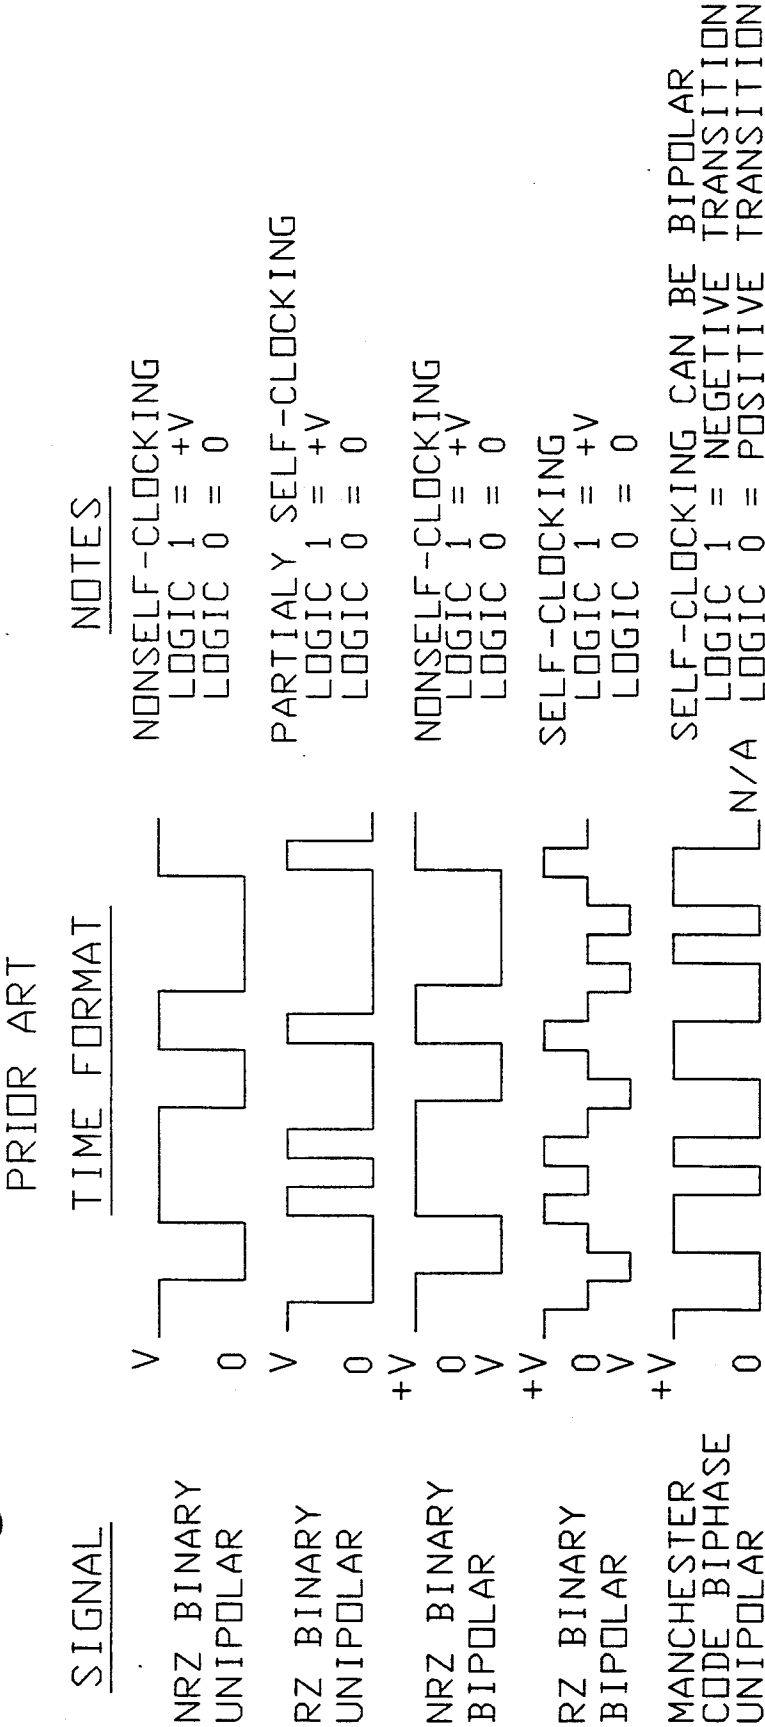 PRIOR ART
SIGNAL
TIME FORMAT
NOTES
NRZ BINARY
UNIPOLAR
V
0
NONSELF-CLOCKING
LOGIC 1 = +V
LOGIC 0 = 0
RZ BINARY
UNIPOLAR
V
0
PARTIALY SELF-CLOCKING
LOGIC 1 = +V
LOGIC 0 = 0
NRZ BINARY
BIPOLAR
+V
0
V
NONSELF-CLOCKING
LOGIC 1 = +V
LOGIC 0 = 0
RZ BINARY
BIPOLAR
+V
0
V
SELF-CLOCKING
LOGIC 1 = +V
LOGIC 0 = 0
MANCHESTER
CODE BIPHASE
UNIPOLAR
+V
0
N/A
SELF-CLOCKING CAN BE BIPOLAR
LOGIC 1 = NEGETIVE TRANSITION
LOGIC 0 = POSITIVE TRANSITION